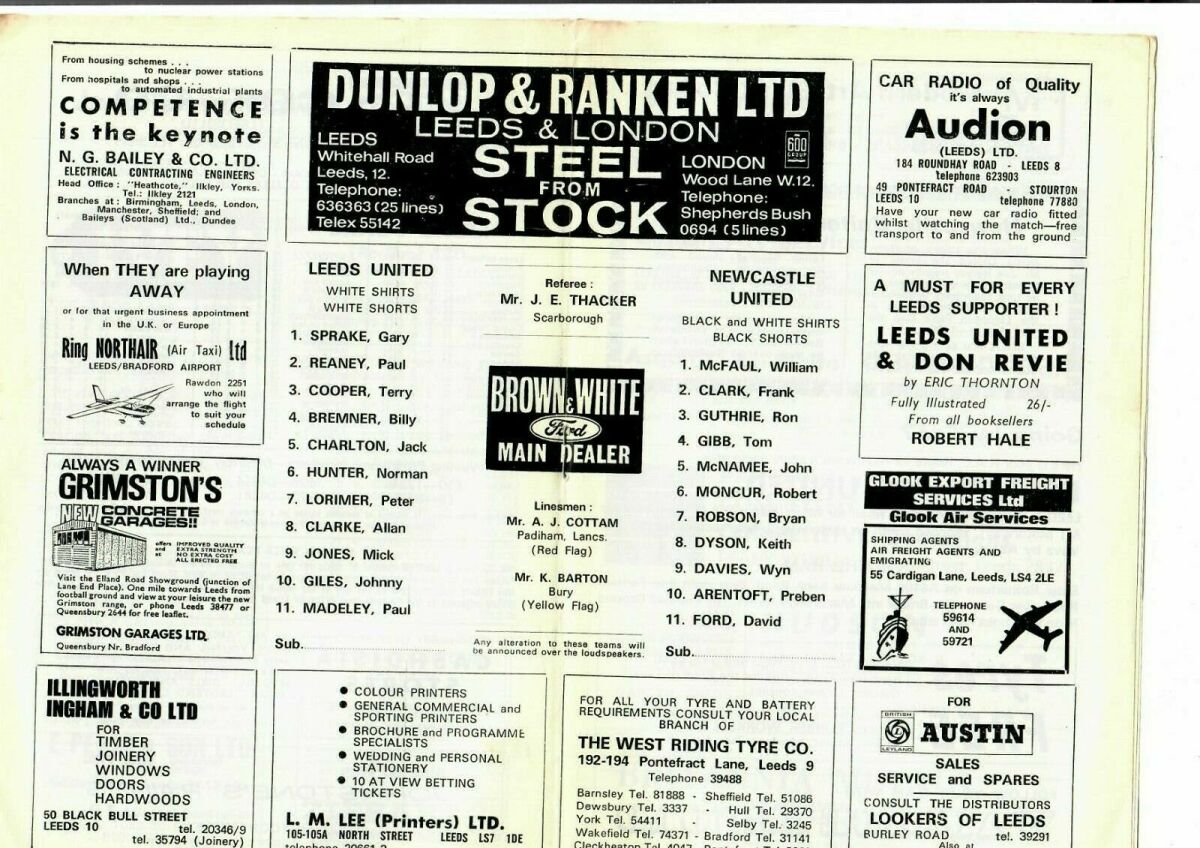 From housing schemes . . .
to nuclear power stations
From hospitals and shops . . .
to automated industrial plants
COMPETENCE
is the keynote
N. G. BAILEY & CO. LTD.
ELECTRICAL CONTRACTING ENGINEERS
Head Office : "Heathcote," Ilkley, Yorks.
Tel.: Ilkley 2121
Branches at : Birmingham, Leeds, London,
Manchester, Sheffield; and
Baileys (Scotland) Ltd., Dundee
When THEY are playing
AWAY
or for that urgent business appointment
in the U.K. or Europe
Ring NORTHAIR (Air Taxi) Ltd
LEEDS/BRADFORD AIRPORT
Rawdon 2251
who will
arrange the flight
to suit your
schedule
ALWAYS A WINNER
GRIMSTON'S
NEW CONCRETE
GARAGES!!
offers IMPROVED QUALITY
and EXTRA STRENGTH
at NO EXTRA COST
ALL ERECTED FREE
Visit the Elland Road Showground (junction of
Lane End Place). One mile towards Leeds from
football ground and view at your leisure the new
Grimston range, or phone Leeds 38477 or
Queensbury 2644 for free leaflet.
GRIMSTON GARAGES LTD.
Queensbury Nr. Bradford
ILLINGWORTH
INGHAM & CO LTD
FOR
TIMBER
JOINERY
WINDOWS
DOORS
HARDWOODS
50 BLACK BULL STREET
LEEDS 10 tel. 20346/9
tel. 35794 (Joinery)
DUNLOP & RANKEN LTD
LEEDS & LONDON
STEEL
FROM
STOCK
LEEDS
Whitehall Road
Leeds, 12.
Telephone:
636363 (25 lines)
Telex 55142
THE
600
GROUP
LONDON
Wood Lane W.12.
Telephone:
Shepherds Bush
0694 (5 lines)
LEEDS UNITED
WHITE SHIRTS
WHITE SHORTS
1. SPRAKE, Gary
2. REANEY, Paul
3. COOPER, Terry
4. BREMNER, Billy
5. CHARLTON, Jack
6. HUNTER, Norman
7. LORIMER, Peter
8. CLARKE, Allan
9. JONES, Mick
10. GILES, Johnny
11. MADELEY, Paul
Sub.
Referee :
Mr. J. E. THACKER
Scarborough
BROWN & WHITE
Ford
MAIN DEALER
Linesmen :
Mr. A. J. COTTAM
Padiham, Lancs.
(Red Flag)
Mr. K. BARTON
Bury
(Yellow Flag)
Any alteration to these teams will
be announced over the loudspeakers.
NEWCASTLE
UNITED
BLACK and WHITE SHIRTS
BLACK SHORTS
1. McFAUL, William
2. CLARK, Frank
3. GUTHRIE, Ron
4. GIBB, Tom
5. McNAMEE, John
6. MONCUR, Robert
7. ROBSON, Bryan
8. DYSON, Keith
9. DAVIES, Wyn
10. ARENTOFT, Preben
11. FORD, David
Sub.
● COLOUR PRINTERS
● GENERAL COMMERCIAL and
SPORTING PRINTERS
● BROCHURE and PROGRAMME
SPECIALISTS
● WEDDING and PERSONAL
STATIONERY
● 10 AT VIEW BETTING
TICKETS
L. M. LEE (Printers) LTD.
105-105A NORTH STREET LEEDS LS7 1DE
FOR ALL YOUR TYRE AND BATTERY
REQUIREMENTS CONSULT YOUR LOCAL
BRANCH OF
THE WEST RIDING TYRE CO.
192-194 Pontefract Lane, Leeds 9
Telephone 39488
Barnsley Tel. 81888 - Sheffield Tel. 51086
Dewsbury Tel. 3337 - Hull Tel. 29370
York Tel. 54411 - Selby Tel. 3245
Wakefield Tel. 74371 - Bradford Tel. 31141
CAR RADIO of Quality
it's always
Audion
(LEEDS) LTD.
184 ROUNDHAY ROAD - LEEDS 8
telephone 623903
49 PONTEFRACT ROAD - STOURTON
LEEDS 10 telephone 77880
Have your new car radio fitted
whilst watching the match—free
transport to and from the ground
A MUST FOR EVERY
LEEDS SUPPORTER !
LEEDS UNITED
& DON REVIE
by ERIC THORNTON
Fully Illustrated 26/-
From all booksellers
ROBERT HALE
GLOOK EXPORT FREIGHT
SERVICES Ltd
Glook Air Services
SHIPPING AGENTS
AIR FREIGHT AGENTS AND
EMIGRATING
55 Cardigan Lane, Leeds, LS4 2LE
TELEPHONE
59614
AND
59721
FOR
BRITISH
LEYLAND
AUSTIN
SALES
SERVICE and SPARES
CONSULT THE DISTRIBUTORS
LOOKERS OF LEEDS
BURLEY ROAD tel. 39291
Also at